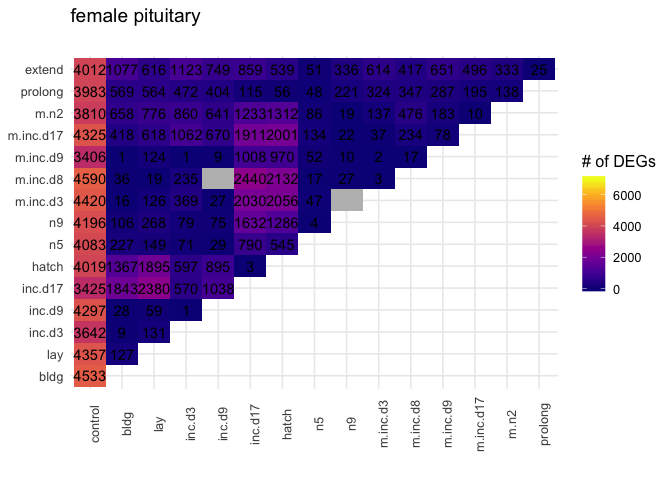 female pituitary
extend 4012 1077 616 1123 749 859 539 51 336 614 417 651 496 333 25
prolong 3983 569 564 472 404 115 56 48 221 324 347 287 195 138
m.n2 3810 658 776 860 641 1233 1312 86 19 137 476 183 10
m.inc.d17 4325 418 618 1062 670 1911 2001 134 22 37 234 78
m.inc.d9 3406 1 124 1 9 1008 970 52 10 2 17
m.inc.d8 4590 36 19 235 2440 2132 17 27 3
m.inc.d3 4420 16 126 369 27 2030 2056 47
n9 4196 106 268 79 75 1632 1286 4
n5 4083 227 149 71 29 790 545
hatch 4019 1367 1895 597 895 3
inc.d17 3425 1843 2380 570 1038
inc.d9 4297 28 59 1
inc.d3 3642 9 131
lay 4357 127
bldg 4533
control bldg lay inc.d3 inc.d9 inc.d17 hatch n5 n9 m.inc.d3 m.inc.d8 m.inc.d9 m.inc.d17 m.n2 prolong
# of DEGs
6000
4000
2000
0